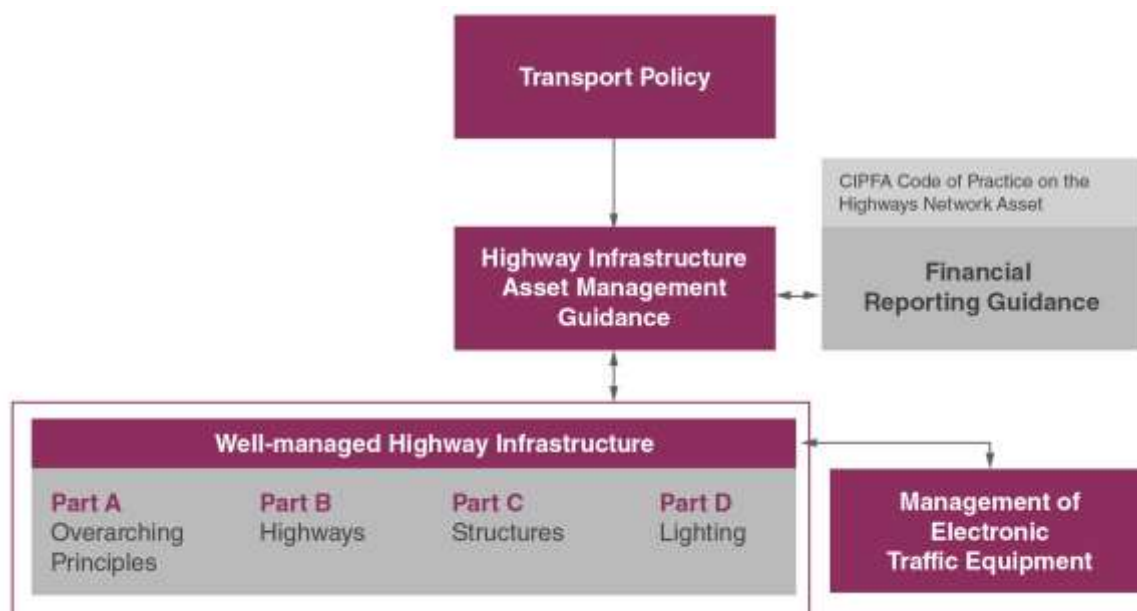 Transport Policy
CIPFA Code of Practice on the
Highways Network Asset
Highway Infrastructure
Asset Management
Guidance
Financial
Reporting Guidance
Well-managed Highway Infrastructure
Part A
Overarching
Principles
Part B
Highways
Part C
Structures
Part D
Lighting
Management of
Electronic
Traffic Equipment